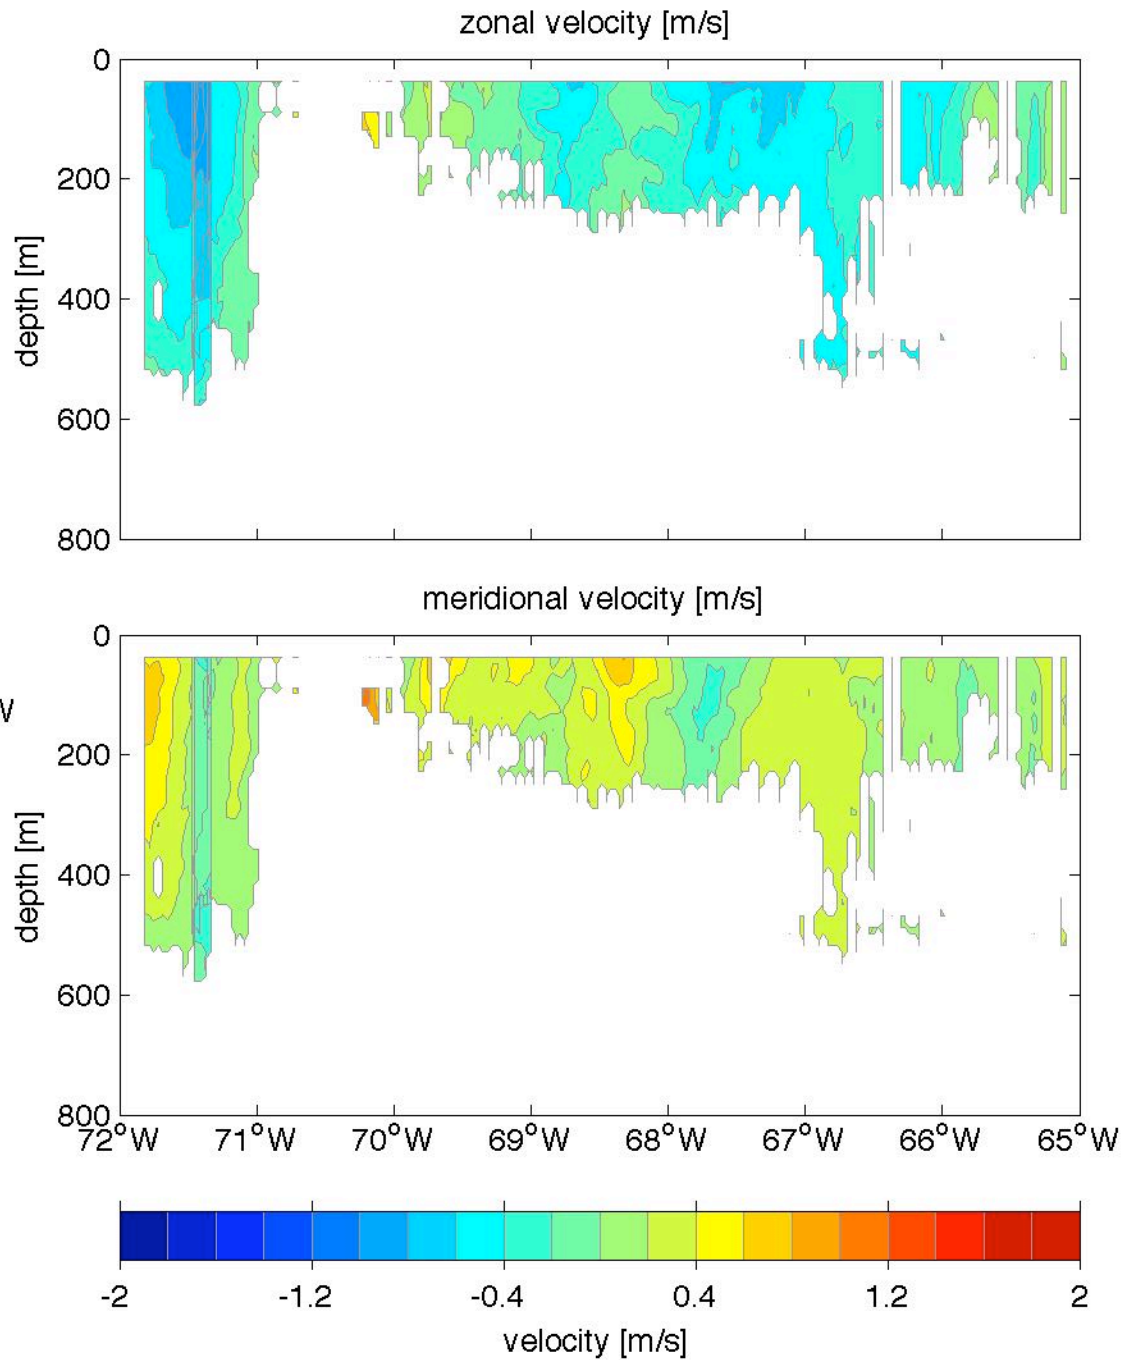 zonal velocity [m/s]
0
200
400
600
800
depth [m]
meridional velocity [m/s]
0
200
400
600
800
depth [m]
W
72°W 71°W 70°W 69°W 68°W 67°W 66°W 65°W
-2 -1.2 -0.4 0.4 1.2 2
velocity [m/s]